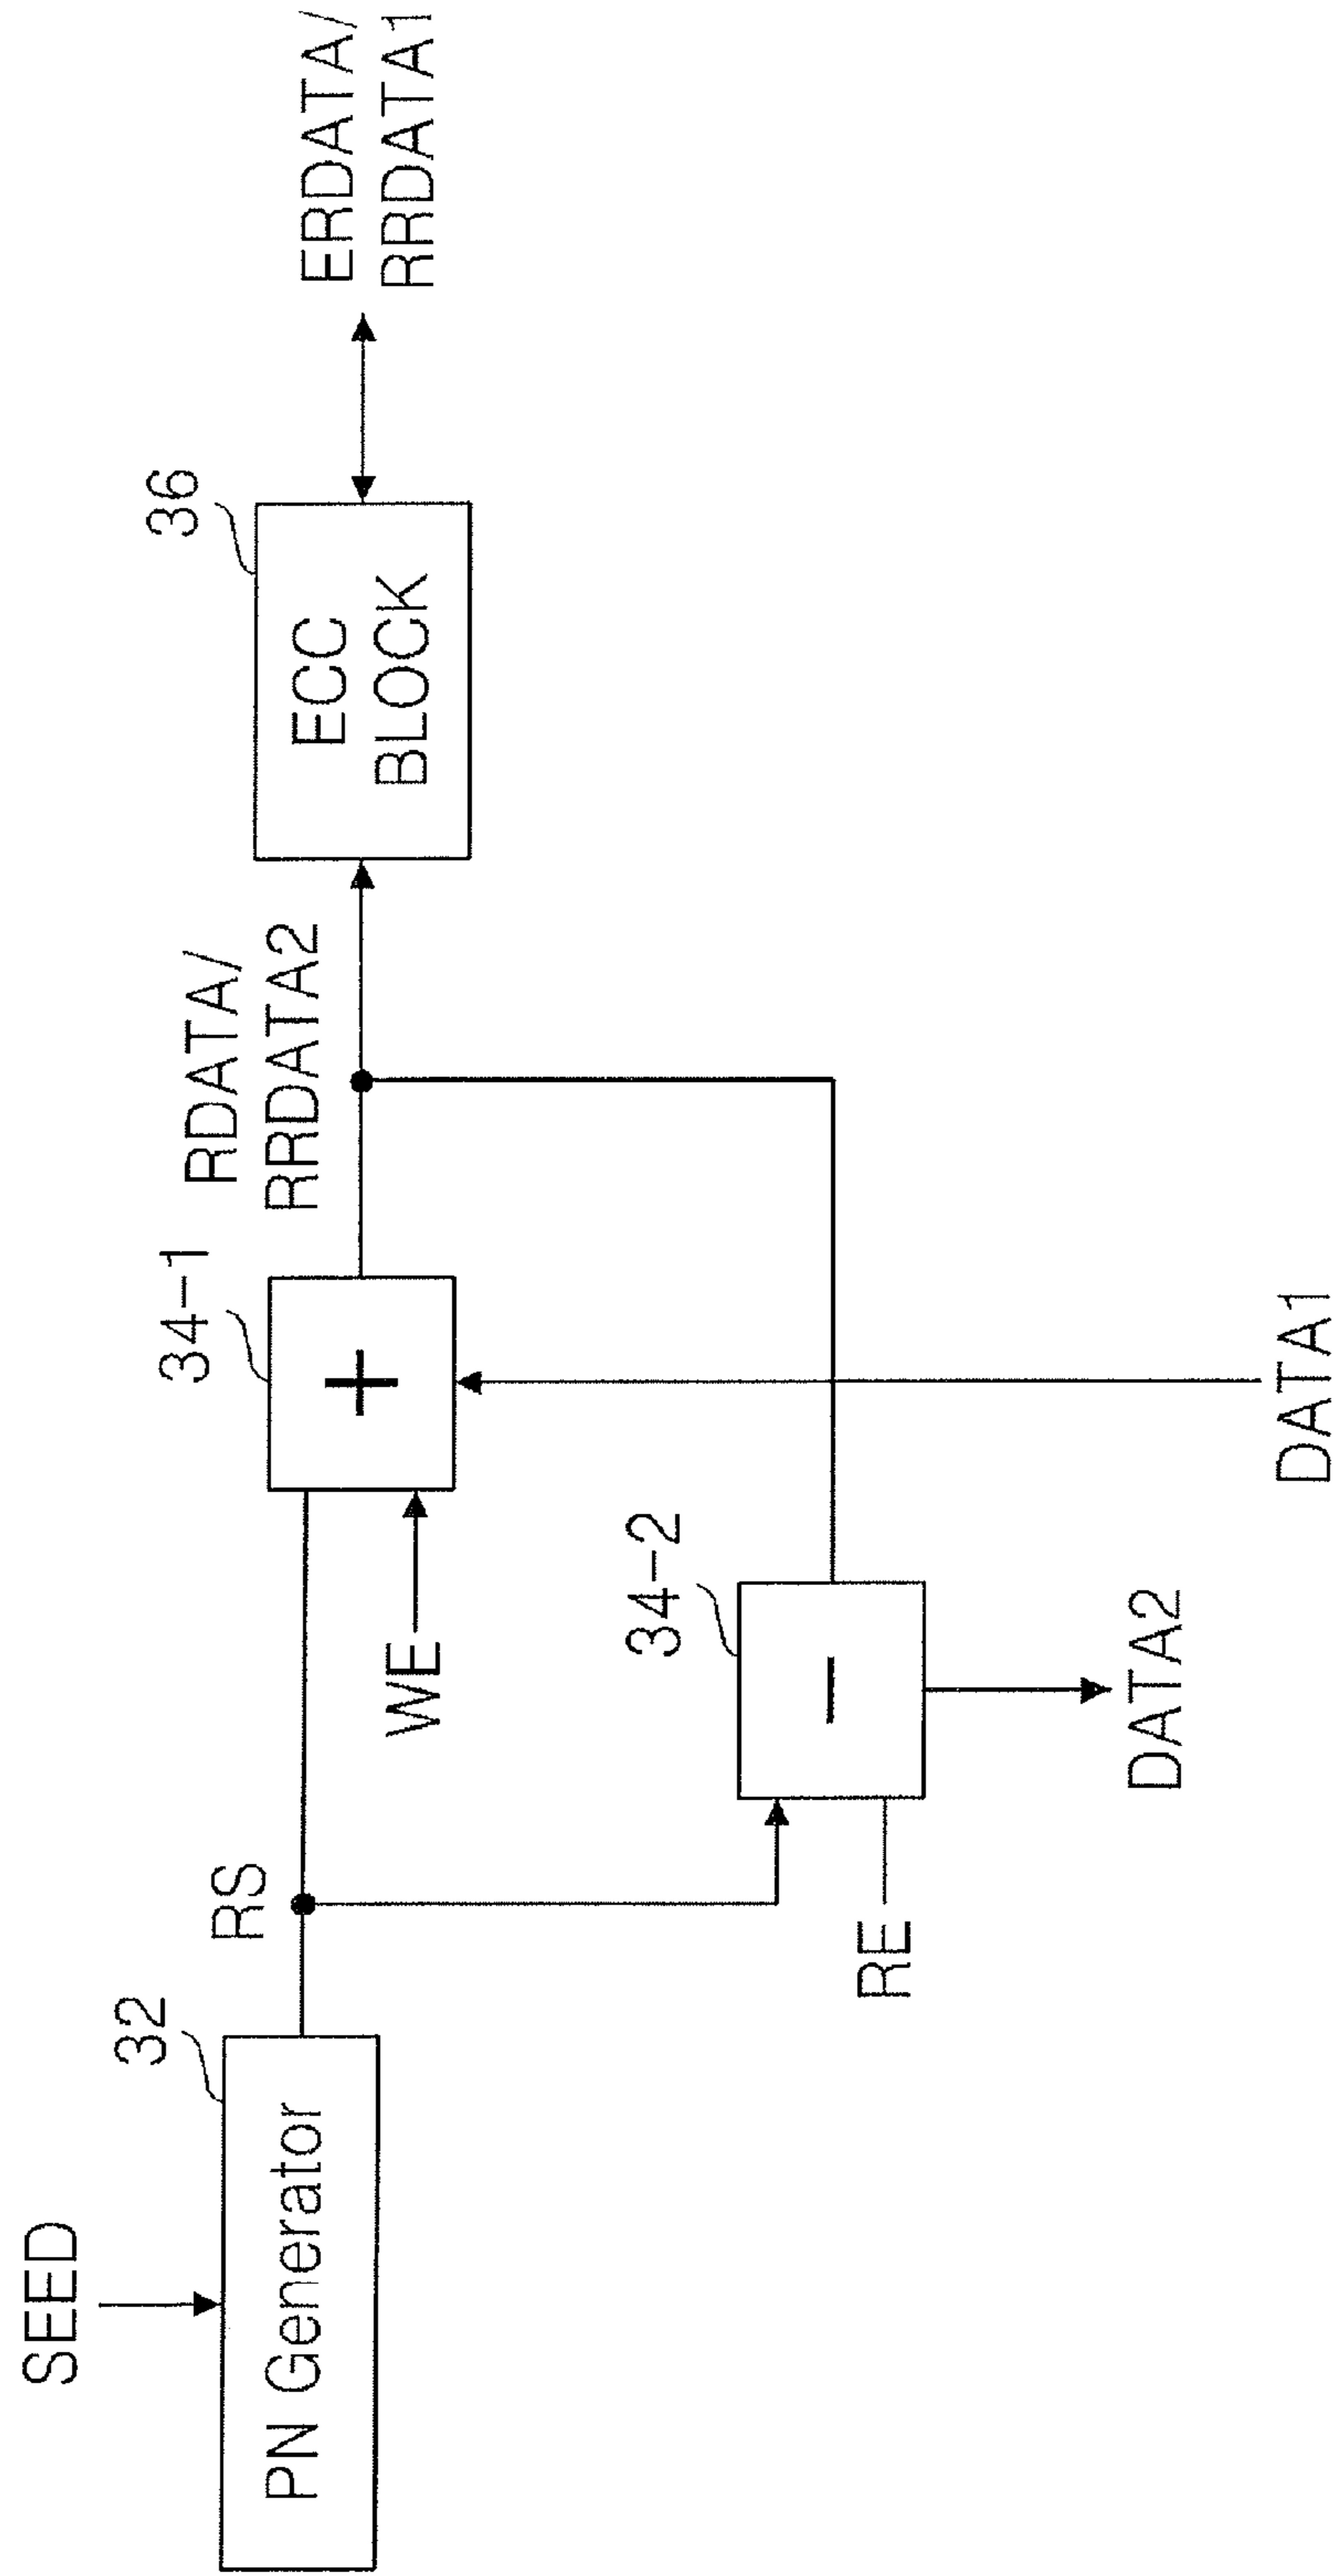 SEED
32
PN Generator
RS
WE
34-1
+
RDATA/
RRDATA2
36
ECC
BLOCK
ERDATA/
RRDATA1
34-2
−
RE
DATA2
DATA1